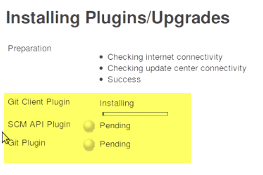 Installing Plugins/Upgrades
Preparation
Checking internet connectivity
Checking update center connectivity
Success
Git Client Plugin Installing
SCM API Plugin Pending
Git Plugin Pending